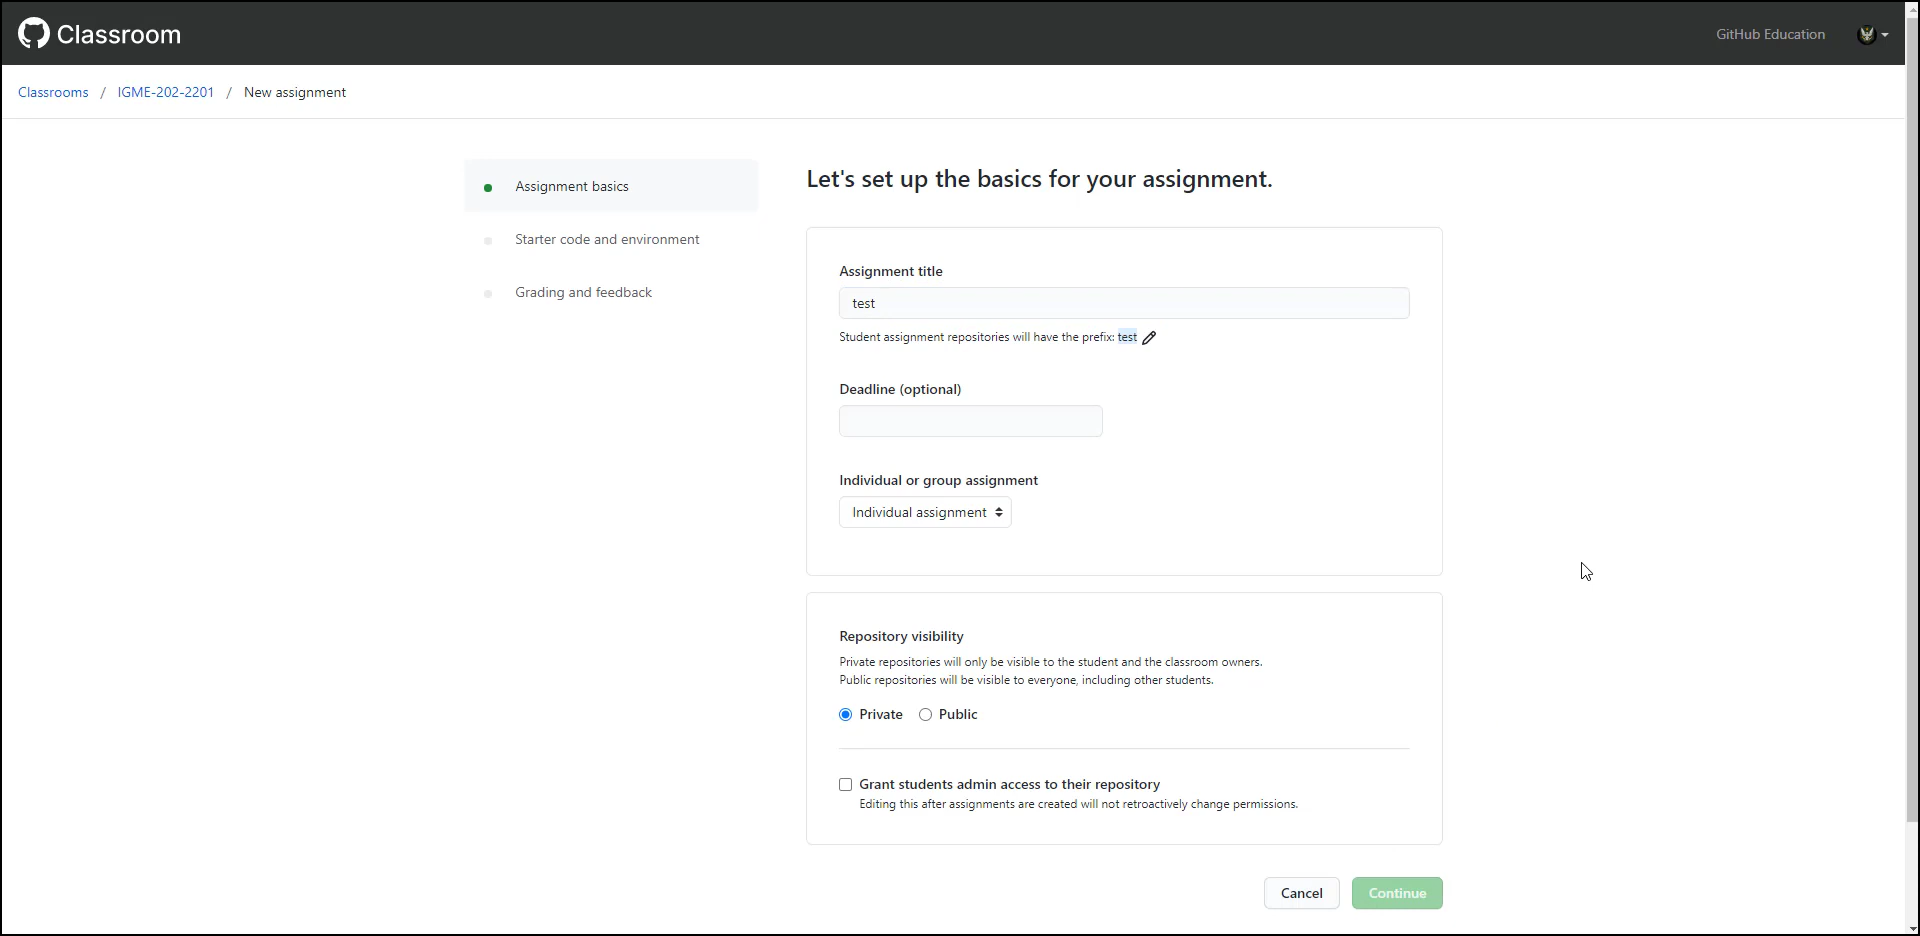 Classroom
GitHub Education
Classrooms / IGME-202-2201 / New assignment
Assignment basics
Starter code and environment
Grading and feedback
Let's set up the basics for your assignment.
Assignment title
test
Student assignment repositories will have the prefix: test
Deadline (optional)
Individual or group assignment
Individual assignment
Repository visibility
Private repositories will only be visible to the student and the classroom owners.
Public repositories will be visible to everyone, including other students.
Private Public
Grant students admin access to their repository
Editing this after assignments are created will not retroactively change permissions.
Cancel Continue